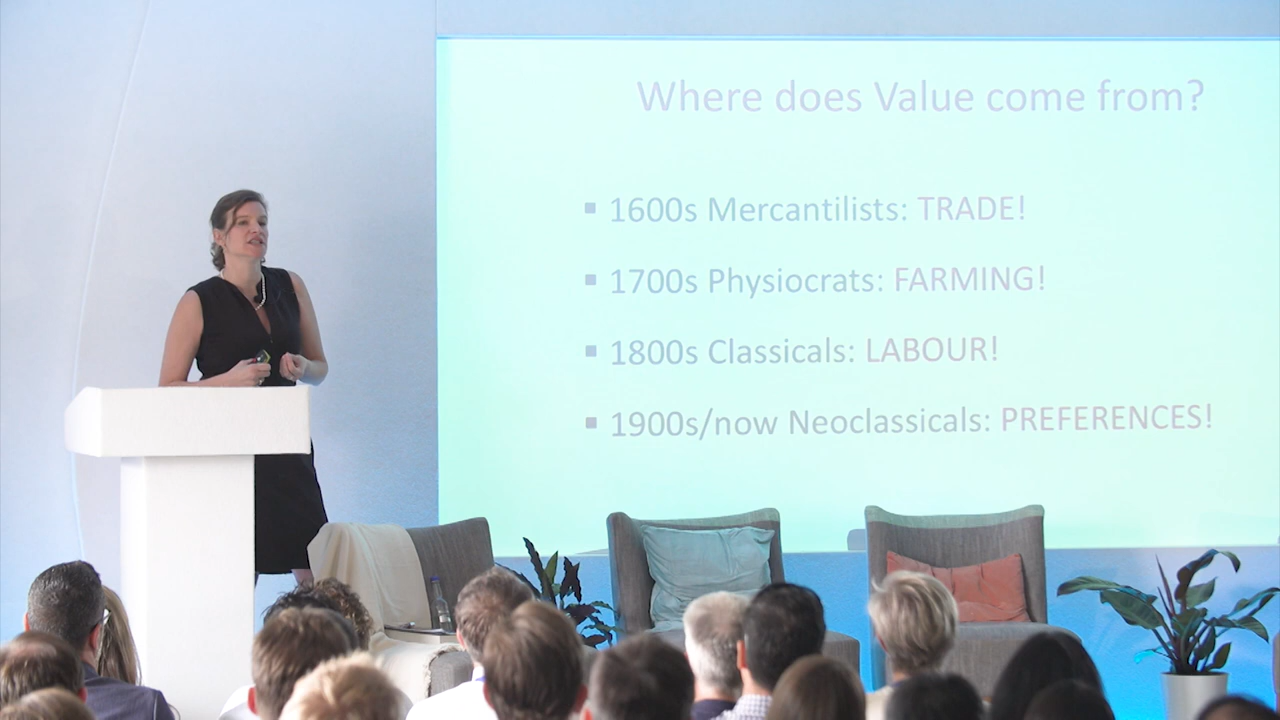 Where does Value come from?
▪ 1600s Mercantilists: TRADE!
▪ 1700s Physiocrats: FARMING!
▪ 1800s Classicals: LABOUR!
▪ 1900s/now Neoclassicals: PREFERENCES!